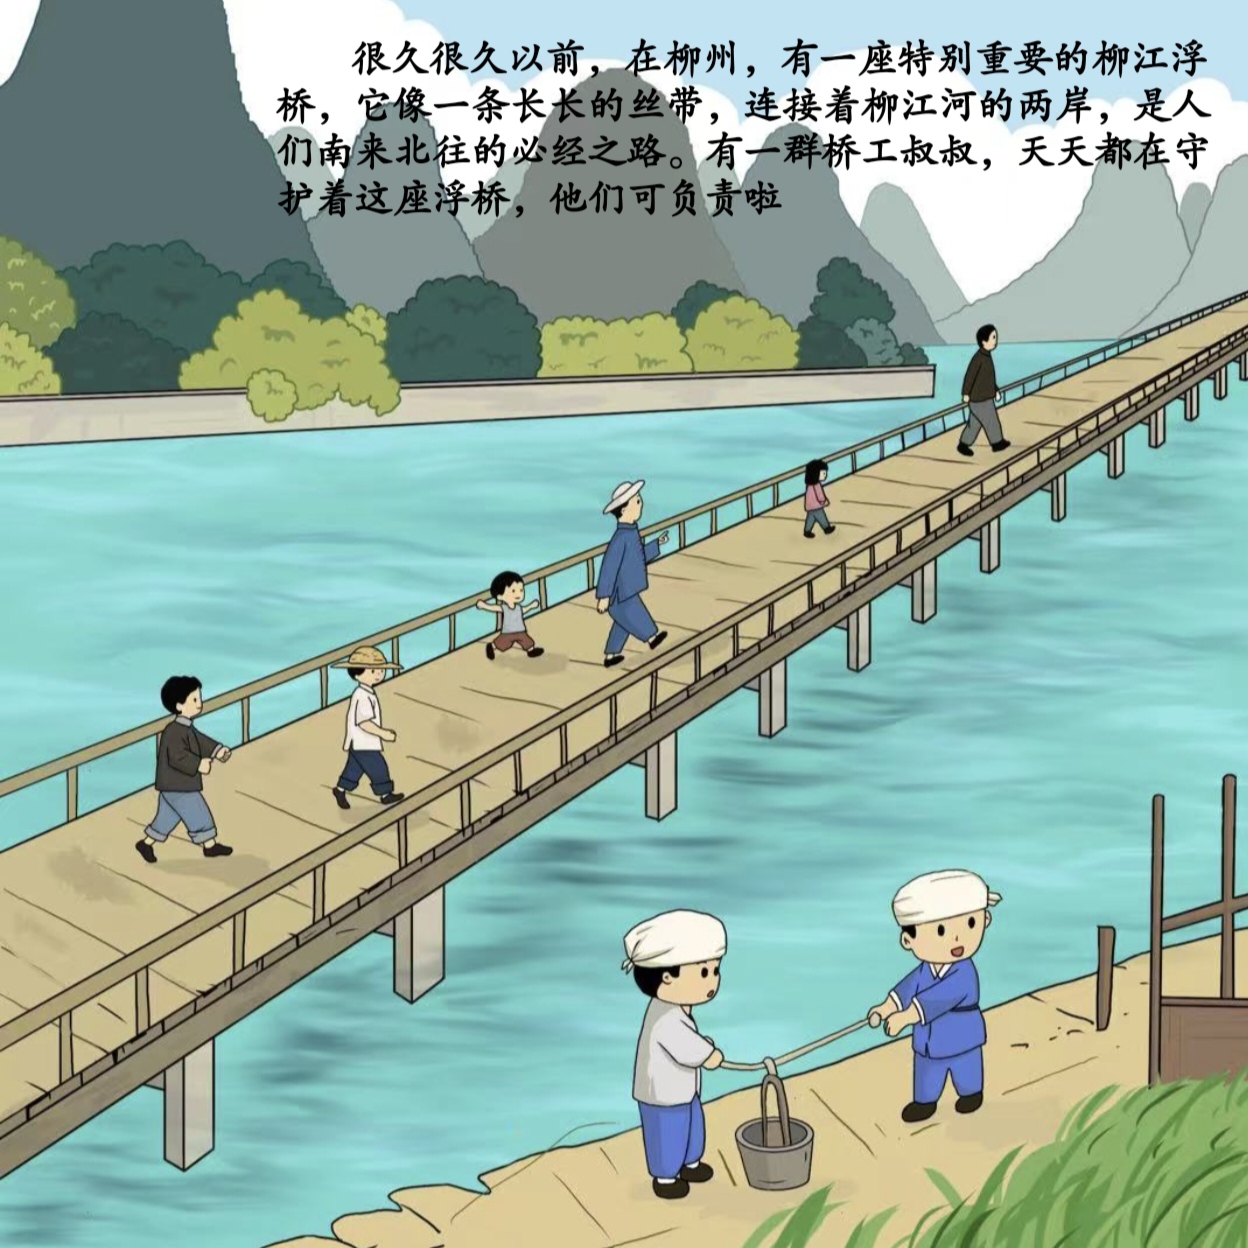 很久很久以前，在柳州，有一座特别重要的柳江浮
桥，它像一条长长的丝带，连接着柳江河的两岸，是人
们南来北往的必经之路。有一群桥工叔叔，天天都在守
护着这座浮桥，他们可负责啦